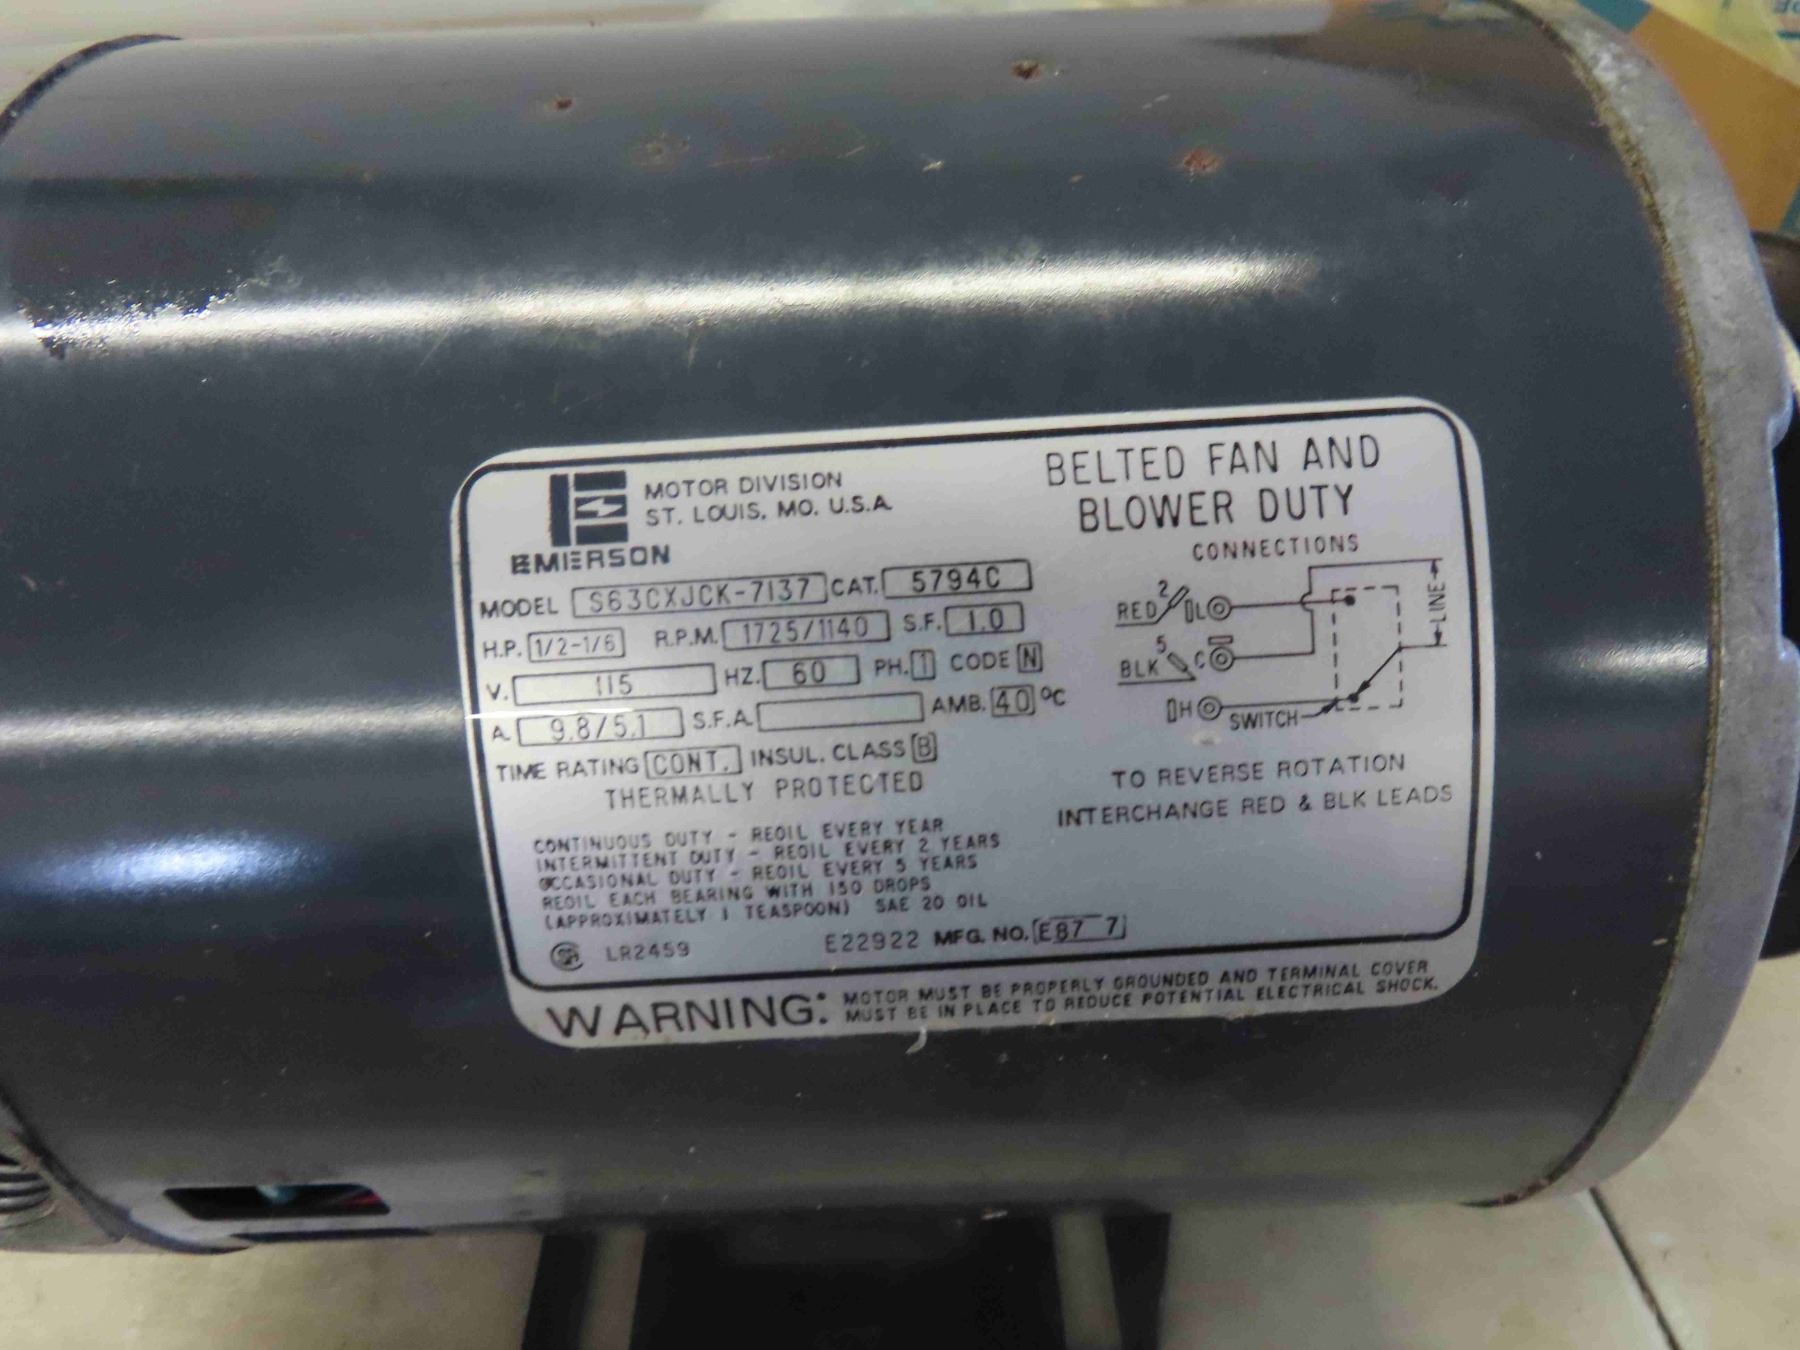 MOTOR DIVISION
ST. LOUIS, MO. U.S.A.
EMERSON
MODEL S63CXJCK-7137 CAT. 5794C
H.P. 1/2-1/6 R.P.M. 1725/1140 S.F. 1.0
V. 115 HZ. 60 PH. 1 CODE N
A. 9.8/5.1 S.F.A. AMB. 40 °C
TIME RATING CONT. INSUL. CLASS B
THERMALLY PROTECTED
CONTINUOUS DUTY - REOIL EVERY YEAR
INTERMITTENT DUTY - REOIL EVERY 2 YEARS
OCCASIONAL DUTY - REOIL EVERY 5 YEARS
REOIL EACH BEARING WITH 150 DROPS
(APPROXIMATELY 1 TEASPOON) SAE 20 OIL
LR2459 E22922 MFG. NO. E87 7
BELTED FAN AND
BLOWER DUTY
CONNECTIONS
RED 2 L
BLK 5 C
H SWITCH
LINE
TO REVERSE ROTATION
INTERCHANGE RED & BLK LEADS
WARNING: MOTOR MUST BE PROPERLY GROUNDED AND TERMINAL COVER
MUST BE IN PLACE TO REDUCE POTENTIAL ELECTRICAL SHOCK.